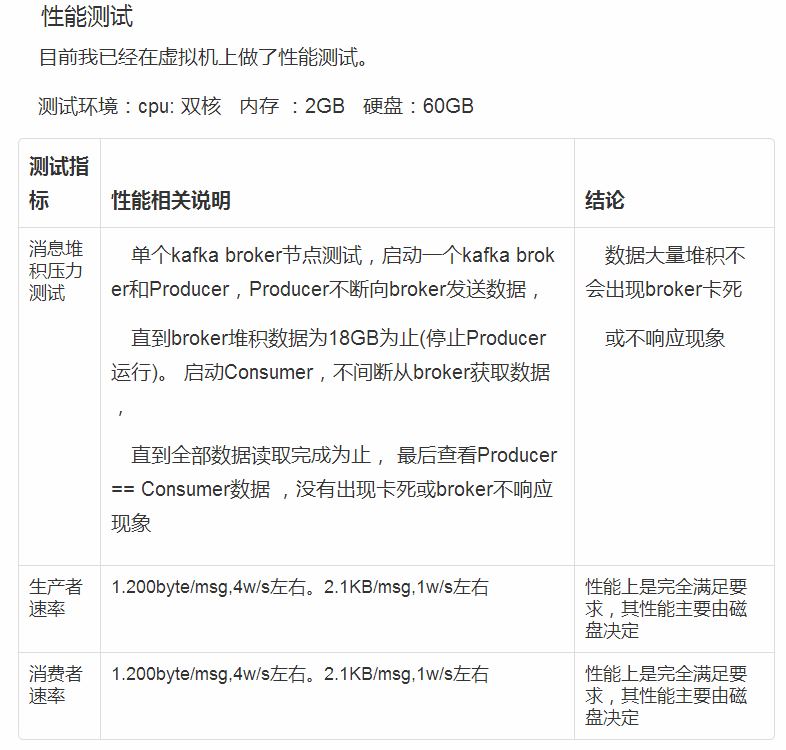 性能测试
目前我已经在虚拟机上做了性能测试。
测试环境：cpu: 双核 内存 ：2GB 硬盘：60GB
测试指
标
性能相关说明
结论
消息堆
积压力
测试
单个kafka broker节点测试，启动一个kafka brok
er和Producer，Producer不断向broker发送数据，
直到broker堆积数据为18GB为止(停止Producer
运行)。 启动Consumer，不间断从broker获取数据
，
直到全部数据读取完成为止， 最后查看Producer
== Consumer数据 ，没有出现卡死或broker不响应
现象
数据大量堆积不
会出现broker卡死
或不响应现象
生产者
速率
1.200byte/msg,4w/s左右。2.1KB/msg,1w/s左右
性能上是完全满足要
求，其性能主要由磁
盘决定
消费者
速率
1.200byte/msg,4w/s左右。2.1KB/msg,1w/s左右
性能上是完全满足要
求，其性能主要由磁
盘决定